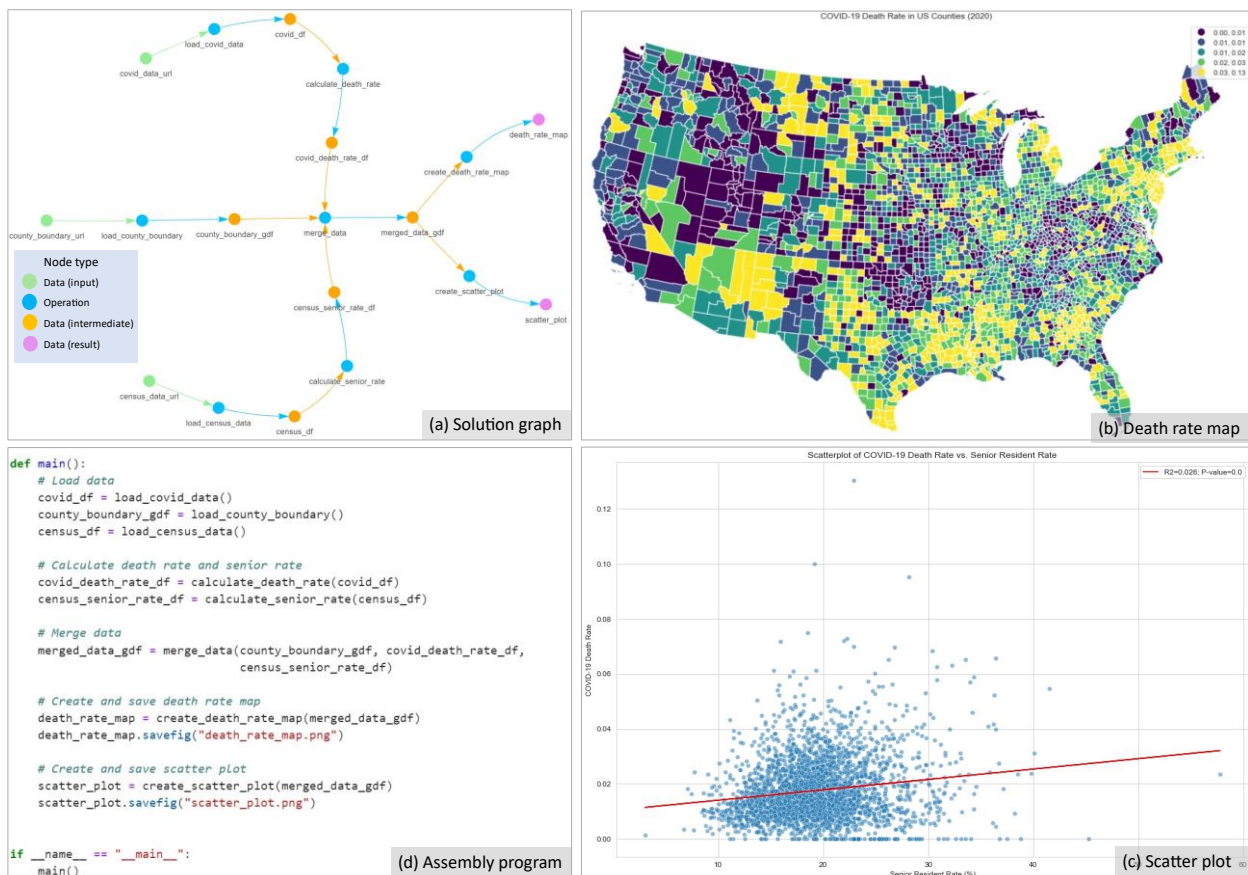 covid_df
load_covid_data
covid_data_url
calculate_death_rate
death_rate_map
covid_death_rate_df
create_death_rate_map
county_boundary_url
load_county_boundary
county_boundary_gdf
merge_data
merged_data_gdf
Node type
Data (input)
Operation
Data (intermediate)
Data (result)
create_scatter_plot
census_senior_rate_df
scatter_plot
calculate_senior_rate
census_data_url
load_census_data
census_df
(a) Solution graph
COVID-19 Death Rate in US Counties (2020)
0.00, 0.01
0.01, 0.01
0.01, 0.02
0.02, 0.03
0.03, 0.13
(b) Death rate map
def main():
# Load data
covid_df = load_covid_data()
county_boundary_gdf = load_county_boundary()
census_df = load_census_data()
# Calculate death rate and senior rate
covid_death_rate_df = calculate_death_rate(covid_df)
census_senior_rate_df = calculate_senior_rate(census_df)
# Merge data
merged_data_gdf = merge_data(county_boundary_gdf, covid_death_rate_df,
census_senior_rate_df)
# Create and save death rate map
death_rate_map = create_death_rate_map(merged_data_gdf)
death_rate_map.savefig("death_rate_map.png")
# Create and save scatter plot
scatter_plot = create_scatter_plot(merged_data_gdf)
scatter_plot.savefig("scatter_plot.png")
if __name__ == "__main__":
main()
(d) Assembly program
Scatterplot of COVID-19 Death Rate vs. Senior Resident Rate
R2=0.026; P-value=0.0
0.12
0.10
0.08
0.06
0.04
0.02
0.00
COVID-19 Death Rate
10
20
30
40
50
60
Senior Resident Rate (%)
(c) Scatter plot